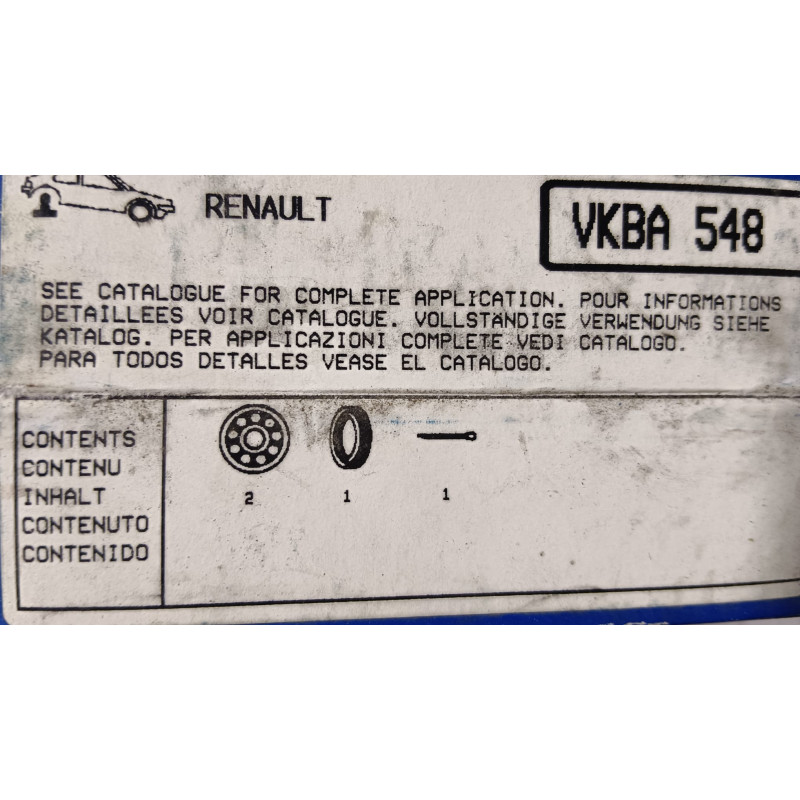 RENAULT
VKBA 548
SEE CATALOGUE FOR COMPLETE APPLICATION. POUR INFORMATIONS
DETAILLEES VOIR CATALOGUE. VOLLSTÄNDIGE VERWENDUNG SIEHE
KATALOG. PER APPLICAZIONI COMPLETE VEDI CATALOGO.
PARA TODOS DETALLES VEASE EL CATALOGO.
CONTENTS
CONTENU
INHALT
CONTENUTO
CONTENIDO
2 1 1